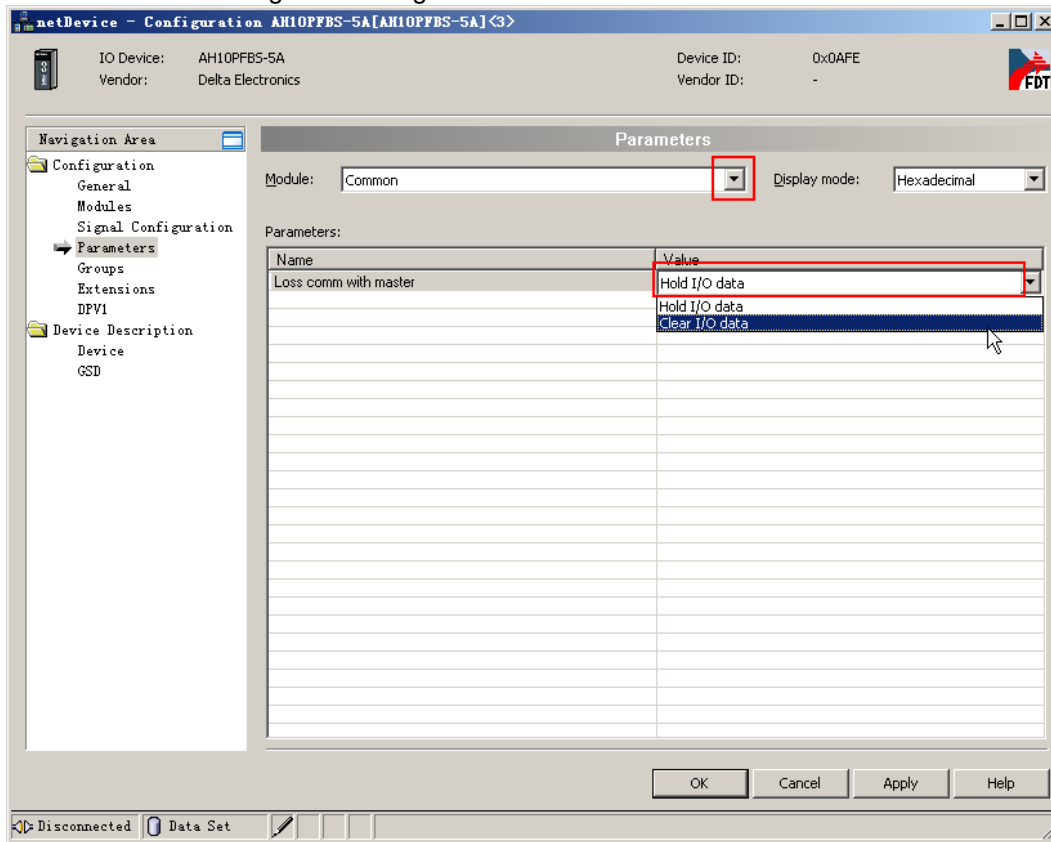 netDevice - Configuration AH10PFBS-5A[AH10PFBS-5A]<3>
IO Device: AH10PFBS-5A Device ID: 0x0AFE
Vendor: Delta Electronics Vendor ID: -
FDT
Navigation Area
Parameters
Configuration
General
Modules
Signal Configuration
Parameters
Groups
Extensions
DPV1
Device Description
Device
GSD
Module: Common Display mode: Hexadecimal
Parameters:
Name Value
Loss comm with master Hold I/O data
Hold I/O data
Clear I/O data
OK Cancel Apply Help
Disconnected Data Set